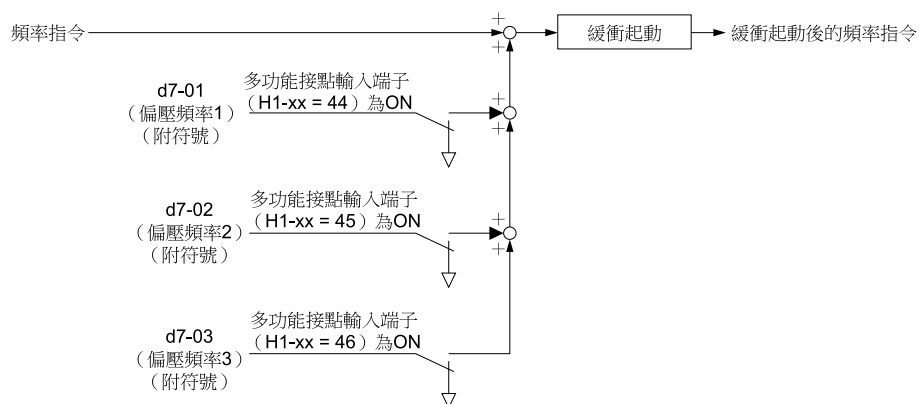 頻率指令
緩衝起動
緩衝起動後的頻率指令
+
+
d7-01
（偏壓頻率1）
（附符號）
多功能接點輸入端子
（H1-xx = 44）為ON
+
+
d7-02
（偏壓頻率2）
（附符號）
多功能接點輸入端子
（H1-xx = 45）為ON
+
+
d7-03
（偏壓頻率3）
（附符號）
多功能接點輸入端子
（H1-xx = 46）為ON